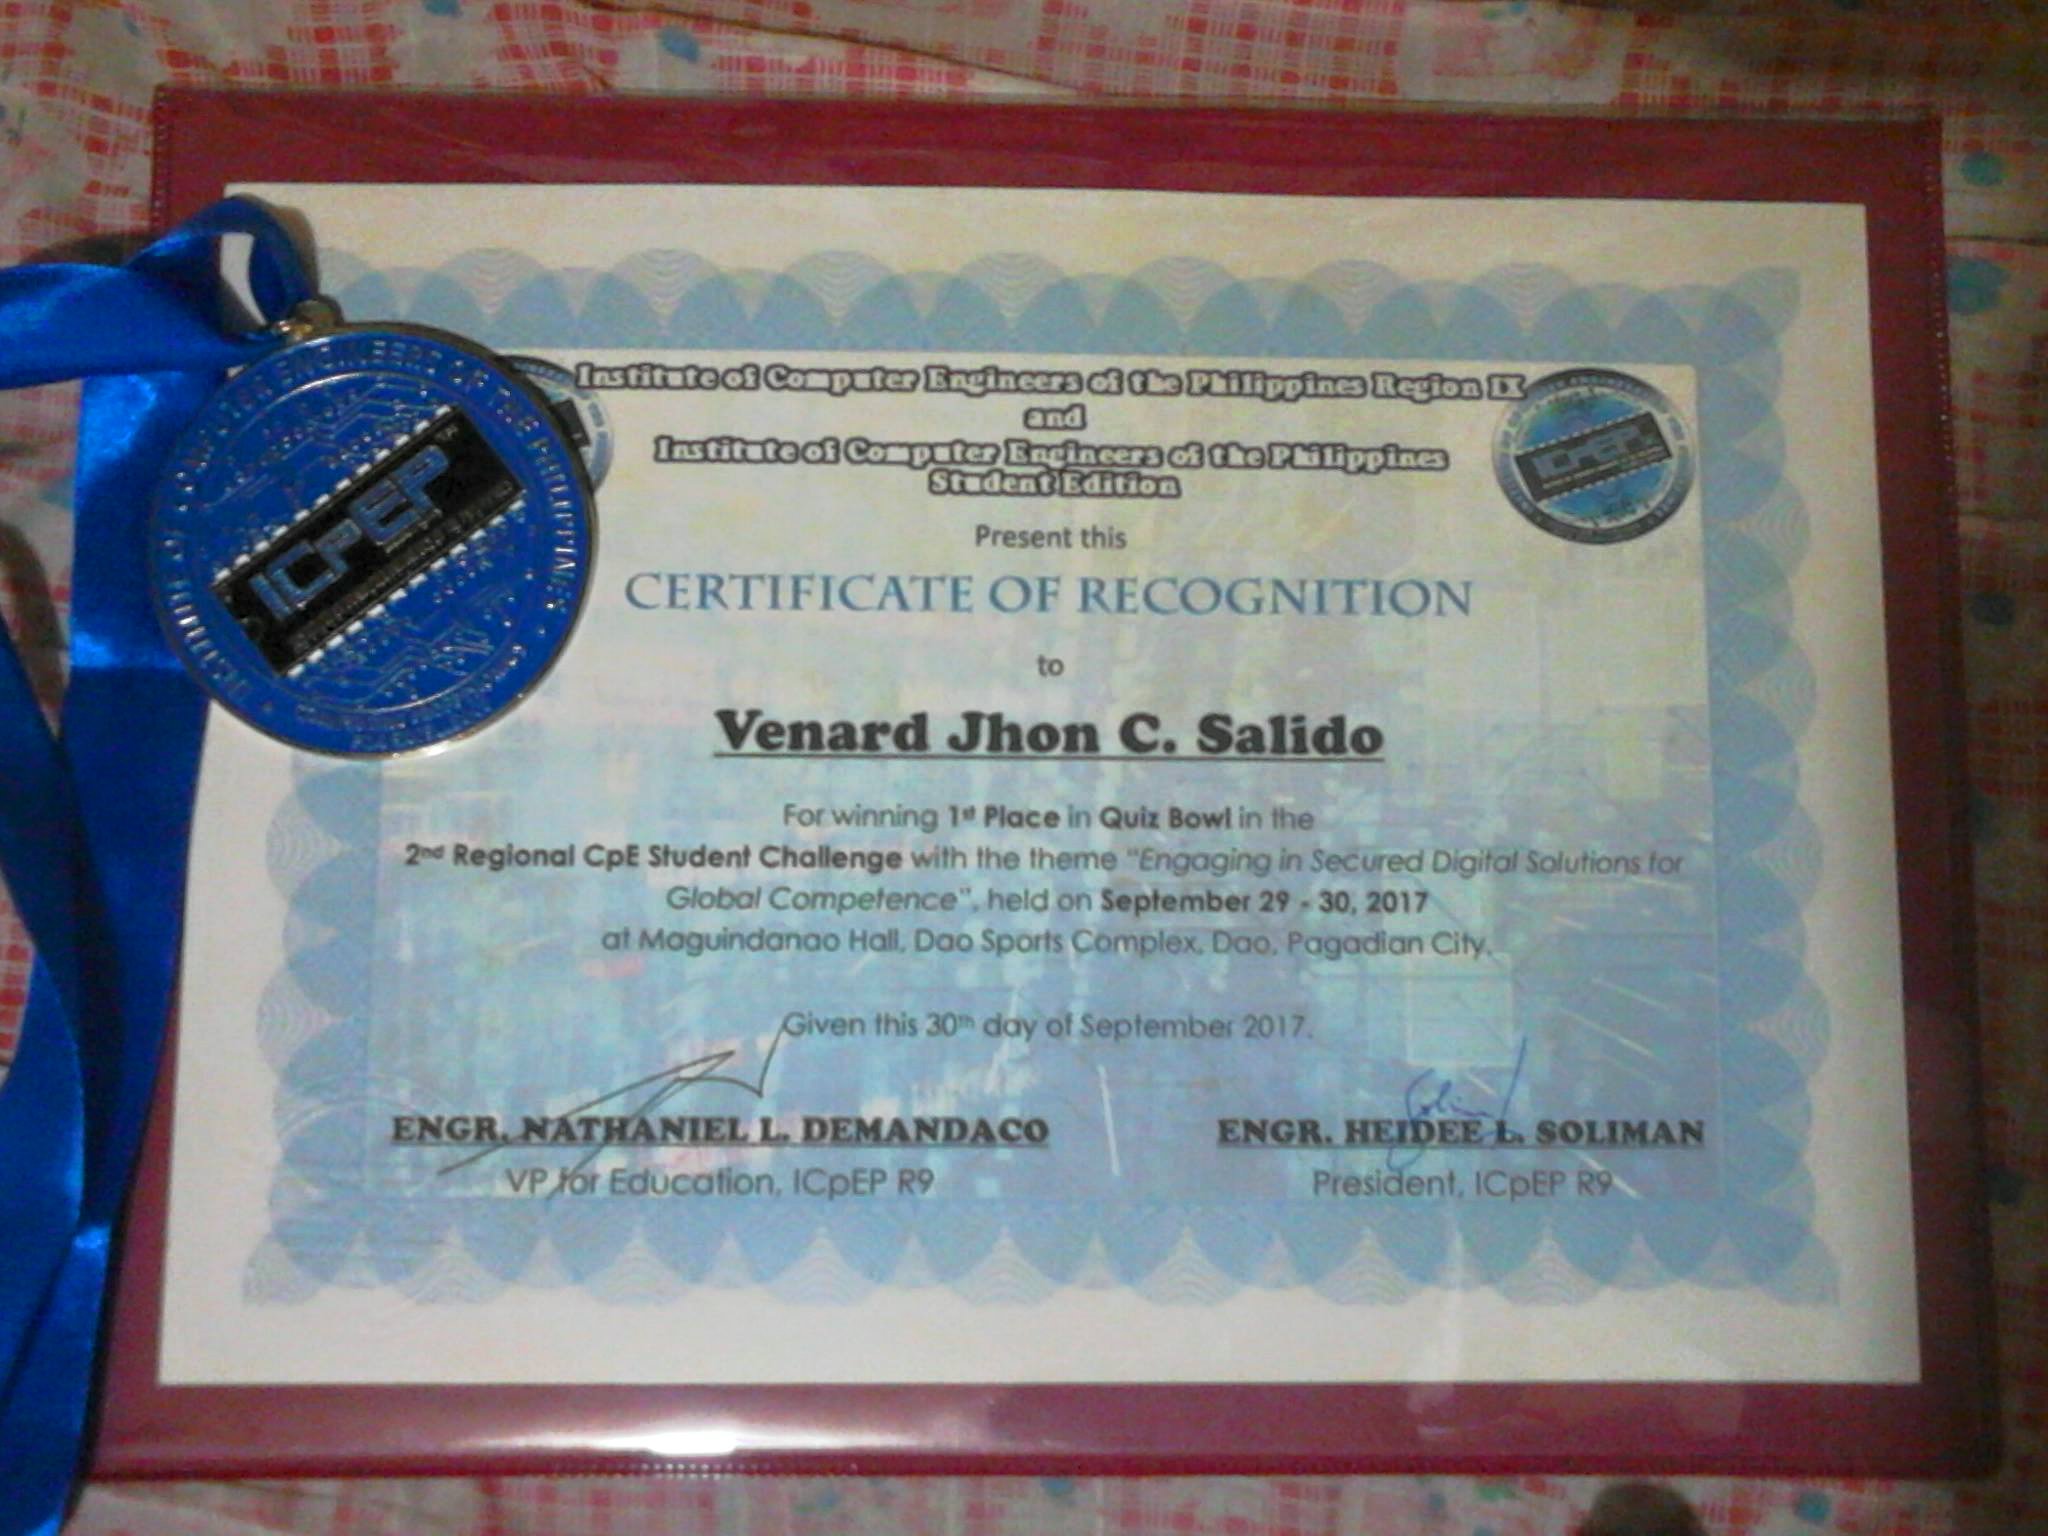 Institute of Computer Engineers of the Philippines Region IX
and
Institute of Computer Engineers of the Philippines
Student Edition
Present this
CERTIFICATE OF RECOGNITION
to
Venard Jhon C. Salido
For winning 1st Place in Quiz Bowl in the
2nd Regional CpE Student Challenge with the theme "Engaging in Secured Digital Solutions for
Global Competence", held on September 29 - 30, 2017
at Maguindanao Hall, Dao Sports Complex, Dao, Pagadian City.
Given this 30th day of September 2017.
ENGR. NATHANIEL L. DEMANDACO
VP for Education, ICpEP R9
ENGR. HEIDEE L. SOLIMAN
President, ICpEP R9
INSTITUTE OF COMPUTER ENGINEERS OF THE PHILIPPINES
ICpEP
ICpEP